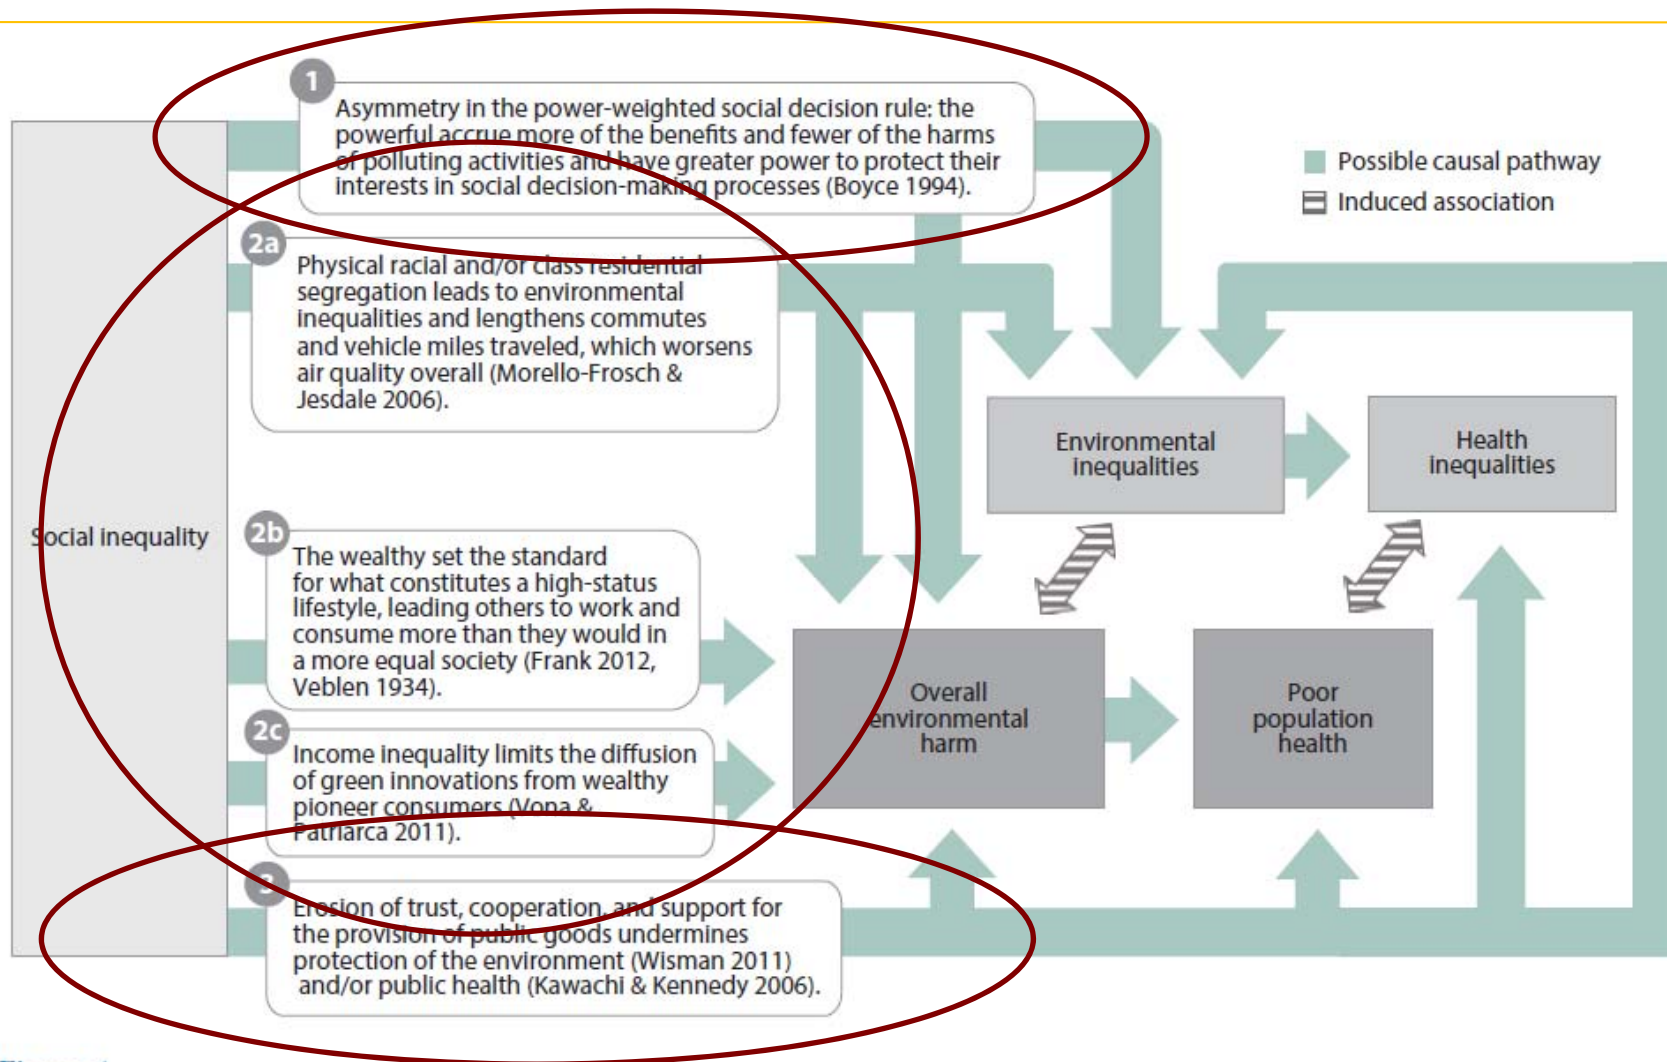 1
Asymmetry in the power-weighted social decision rule: the
powerful accrue more of the benefits and fewer of the harms
of polluting activities and have greater power to protect their
interests in social decision-making processes (Boyce 1994).
Possible causal pathway
Induced association
2a
Physical racial and/or class residential
segregation leads to environmental
inequalities and lengthens commutes
and vehicle miles traveled, which worsens
air quality overall (Morello-Frosch &
Jesdale 2006).
Environmental
inequalities
Health
inequalities
Social inequality
2b
The wealthy set the standard
for what constitutes a high-status
lifestyle, leading others to work and
consume more than they would in
a more equal society (Frank 2012,
Veblen 1934).
Overall
environmental
harm
Poor
population
health
2c
Income inequality limits the diffusion
of green innovations from wealthy
pioneer consumers (Vona &
Patriarca 2011).
3
Erosion of trust, cooperation, and support for
the provision of public goods undermines
protection of the environment (Wisman 2011)
and/or public health (Kawachi & Kennedy 2006).